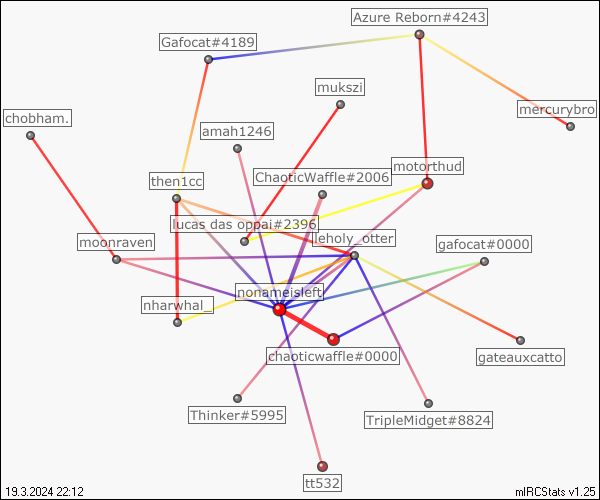 Azure Reborn#4243
Gafocat#4189
mukszi
mercurybro
chobham.
amah1246
motorthud
ChaoticWaffle#2006
then1cc
lucas das oppai#2396
moonraven
leholy_otter
gafocat#0000
nonameisleft
nharwhal_
chaoticwaffle#0000
gateauxcatto
Thinker#5995
TripleMidget#8824
tt532
19.3.2024 22:12
mIRCStats v1.25